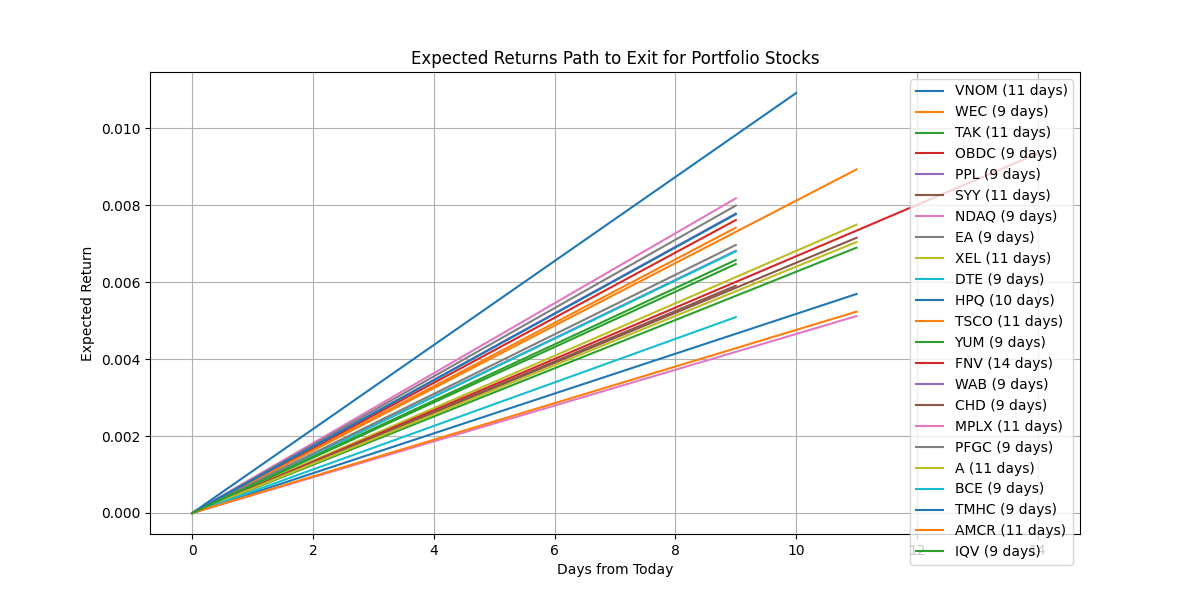 Expected Returns Path to Exit for Portfolio Stocks
Expected Return
0.010
0.008
0.006
0.004
0.002
0.000
0 2 4 6 8 10 12 14
Days from Today
VNOM (11 days)
WEC (9 days)
TAK (11 days)
OBDC (9 days)
PPL (9 days)
SYY (11 days)
NDAQ (9 days)
EA (9 days)
XEL (11 days)
DTE (9 days)
HPQ (10 days)
TSCO (11 days)
YUM (9 days)
FNV (14 days)
WAB (9 days)
CHD (9 days)
MPLX (11 days)
PFGC (9 days)
A (11 days)
BCE (9 days)
TMHC (9 days)
AMCR (11 days)
IQV (9 days)